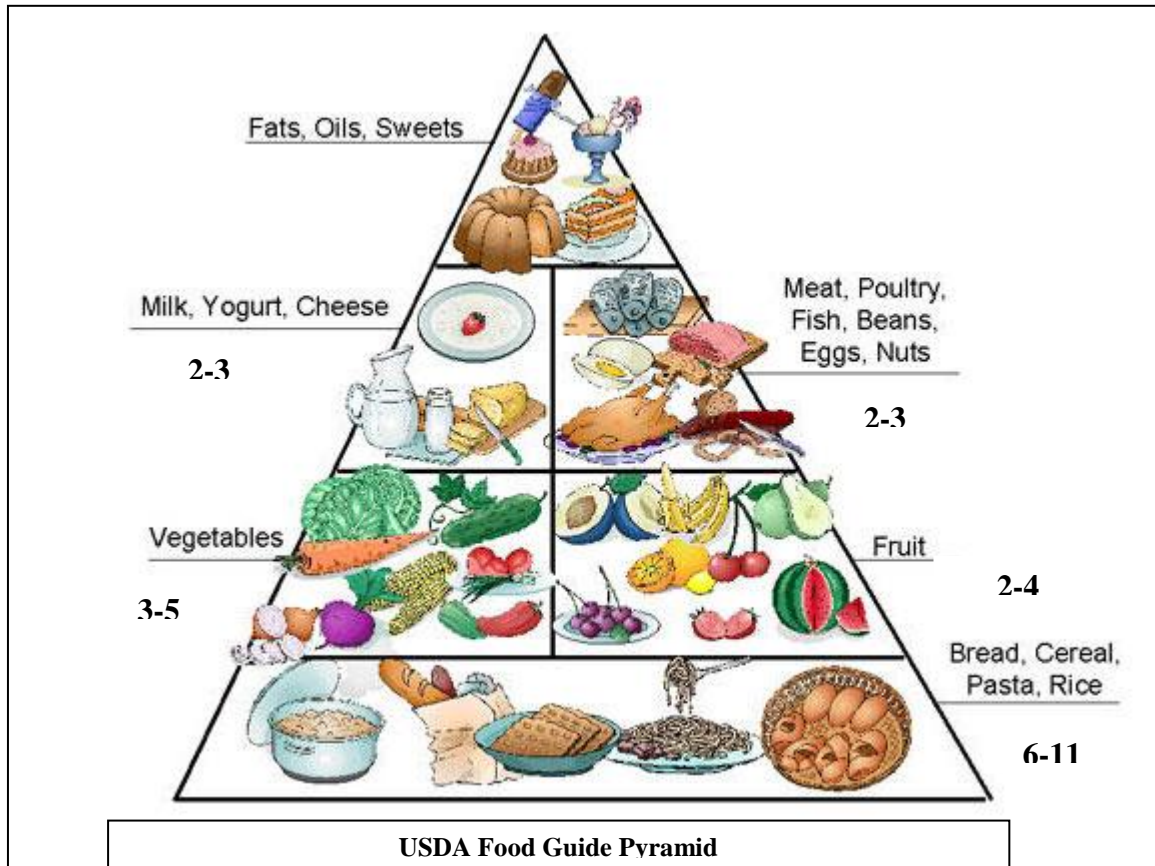 Fats, Oils, Sweets
Milk, Yogurt, Cheese
2-3
Meat, Poultry,
Fish, Beans,
Eggs, Nuts
2-3
Vegetables
3-5
Fruit
2-4
Bread, Cereal,
Pasta, Rice
6-11
USDA Food Guide Pyramid